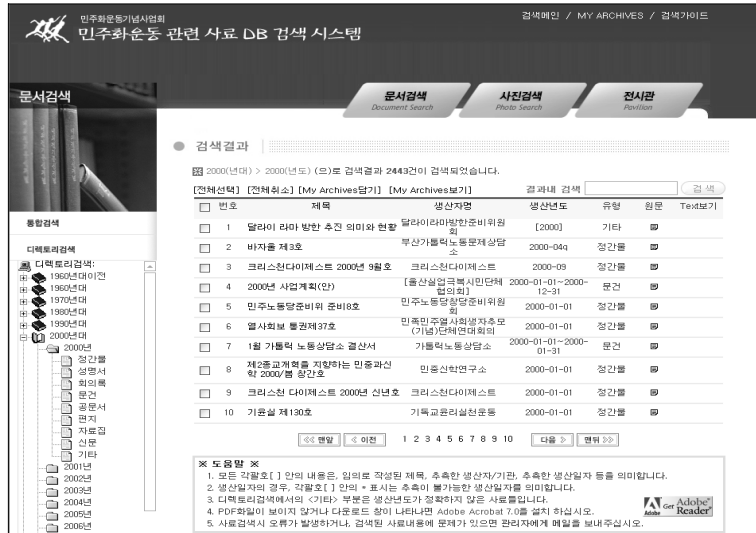 민주화운동기념사업회
민주화운동 관련 사료 DB 검색 시스템
검색메인 / MY ARCHIVES / 검색가이드
문서검색
문서검색 Document Search
사진검색 Photo Search
전시관 Pavilion
검색결과
2000(년대) > 2000(년도) (으)로 검색결과 2443건이 검색되었습니다.
[전체선택] [전체취소] [My Archives담기] [My Archives보기] 결과내 검색 검 색
번호 제목 생산자명 생산년도 유형 원문 Text보기
1 달라이 라마 방한 추진 의미와 현황 달라이라마방한준비위원회 [2000] 기타
2 바자울 제3호 부산가톨릭노동문제상담소 2000-04q 정간물
3 크리스천다이제스트 2000년 9월호 크리스천다이제스트 2000-09 정간물
4 2000년 사업계획(안) [울산실업극복시민단체협의회] 2000-01-01~2000-12-31 문건
5 민주노동당준비위 준비8호 민주노동당창당준비위원회 2000-01-01 정간물
6 열사회보 통권제37호 민족민주열사희생자추모(기념)단체연대회의 2000-01-01 정간물
7 1월 가톨릭 노동상담소 결산서 가톨릭노동상담소 2000-01-01~2000-01-31 문건
8 제2종교개혁을 지향하는 민중과신학 2000/봄 창간호 민중신학연구소 2000-01-01 정간물
9 크리스천 다이제스트 2000년 신년호 크리스천다이제스트 2000-01-01 정간물
10 기윤실 제130호 기독교윤리실천운동 2000-01-01 정간물
≪ 맨앞 < 이전 1 2 3 4 5 6 7 8 9 10 다음 > 맨뒤 ≫
통합검색
디렉토리검색
디렉토리검색:
1960년대이전
1960년대
1970년대
1980년대
1990년대
2000년대
2000년
정간물
성명서
회의록
문건
공문서
편지
자료집
신문
기타
2001년
2002년
2003년
2004년
2005년
2006년
※ 도움말 ※
1. 모든 각괄호[ ] 안의 내용은, 임의로 작성된 제목, 추측한 생산자/기관, 추측한 생산일자 등을 의미합니다.
2. 생산일자의 경우, 각괄호[ ] 안의 * 표시는 추측이 불가능한 생산일자를 의미합니다.
3. 디렉토리검색에서의 <기타> 부분은 생산년도가 정확하지 않은 사료들입니다.
4. PDF화일이 보이지 않거나 다운로드 창이 나타나면 Adobe Acrobat 7.0을 설치 하십시오.
5. 사료검색시 오류가 발생하거나, 검색된 사료내용에 문제가 있으면 관리자에게 메일을 보내주십시오.
Adobe Get Adobe Reader